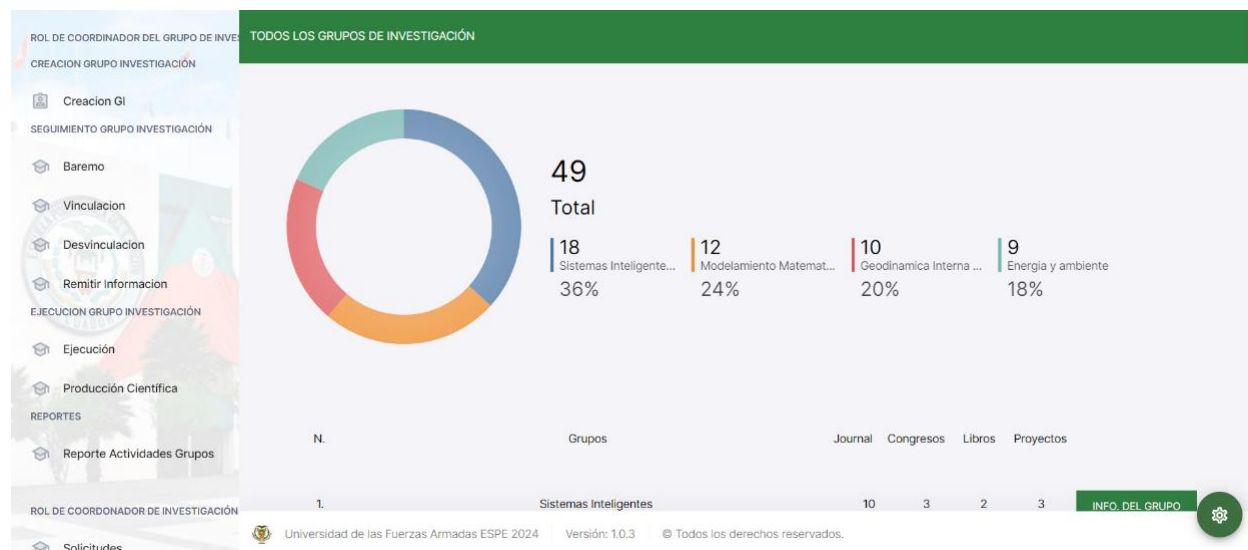 ROL DE COORDINADOR DEL GRUPO DE INVE
CREACION GRUPO INVESTIGACIÓN
Creacion GI
SEGUIMIENTO GRUPO INVESTIGACIÓN
Baremo
Vinculacion
Desvinculacion
Remitir Informacion
EJECUCION GRUPO INVESTIGACIÓN
Ejecución
Producción Científica
REPORTES
Reporte Actividades Grupos
ROL DE COORDONADOR DE INVESTIGACIÓN
Solicitudes
TODOS LOS GRUPOS DE INVESTIGACIÓN
49
Total
18
Sistemas Inteligente...
36%
12
Modelamiento Matemat...
24%
10
Geodinamica Interna ...
20%
9
Energia y ambiente
18%
N. Grupos Journal Congresos Libros Proyectos
1. Sistemas Inteligentes 10 3 2 3 INFO. DEL GRUPO
Universidad de las Fuerzas Armadas ESPE 2024 Versión: 1.0.3 © Todos los derechos reservados.